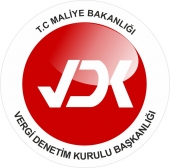 T.C MALİYE BAKANLIĞI
VDK
VERGİ DENETİM KURULU BAŞKANLIĞI